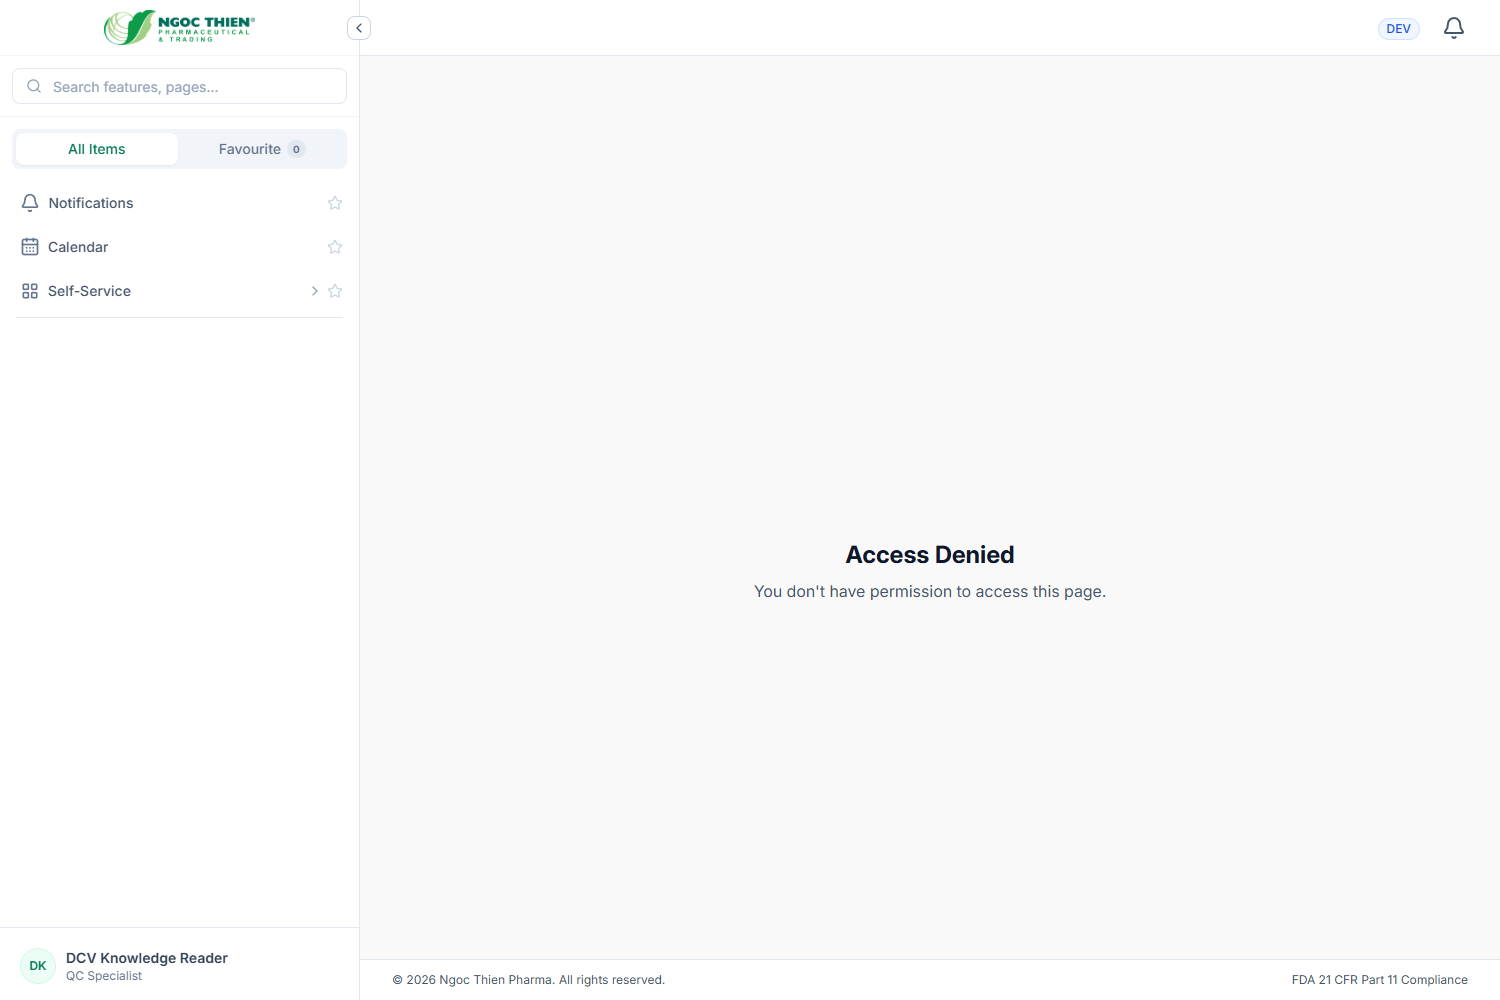 NGOC THIEN®
PHARMACEUTICAL
& TRADING
DEV
Search features, pages...
All Items
Favourite 0
Notifications
Calendar
Self-Service
Access Denied
You don't have permission to access this page.
DK
DCV Knowledge Reader
QC Specialist
© 2026 Ngoc Thien Pharma. All rights reserved.
FDA 21 CFR Part 11 Compliance